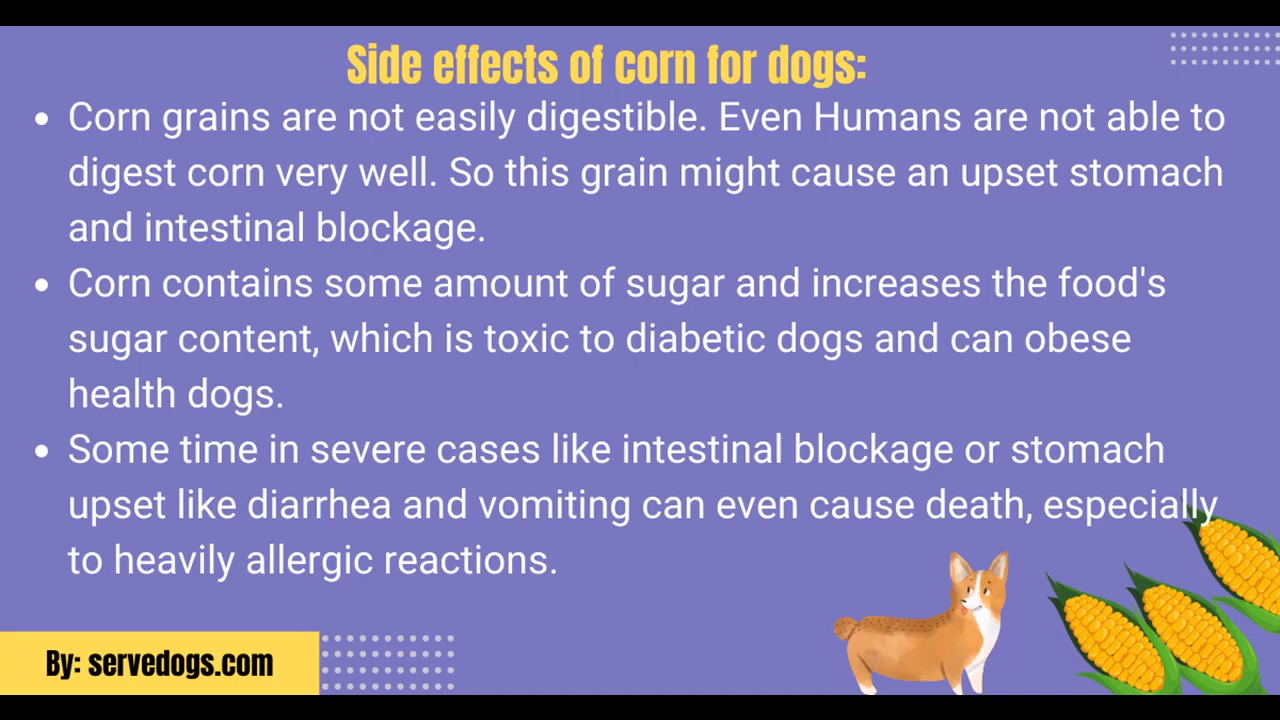 Side effects of corn for dogs:
• Corn grains are not easily digestible. Even Humans are not able to
digest corn very well. So this grain might cause an upset stomach
and intestinal blockage.
• Corn contains some amount of sugar and increases the food's
sugar content, which is toxic to diabetic dogs and can obese
health dogs.
• Some time in severe cases like intestinal blockage or stomach
upset like diarrhea and vomiting can even cause death, especially
to heavily allergic reactions.
By: servedogs.com